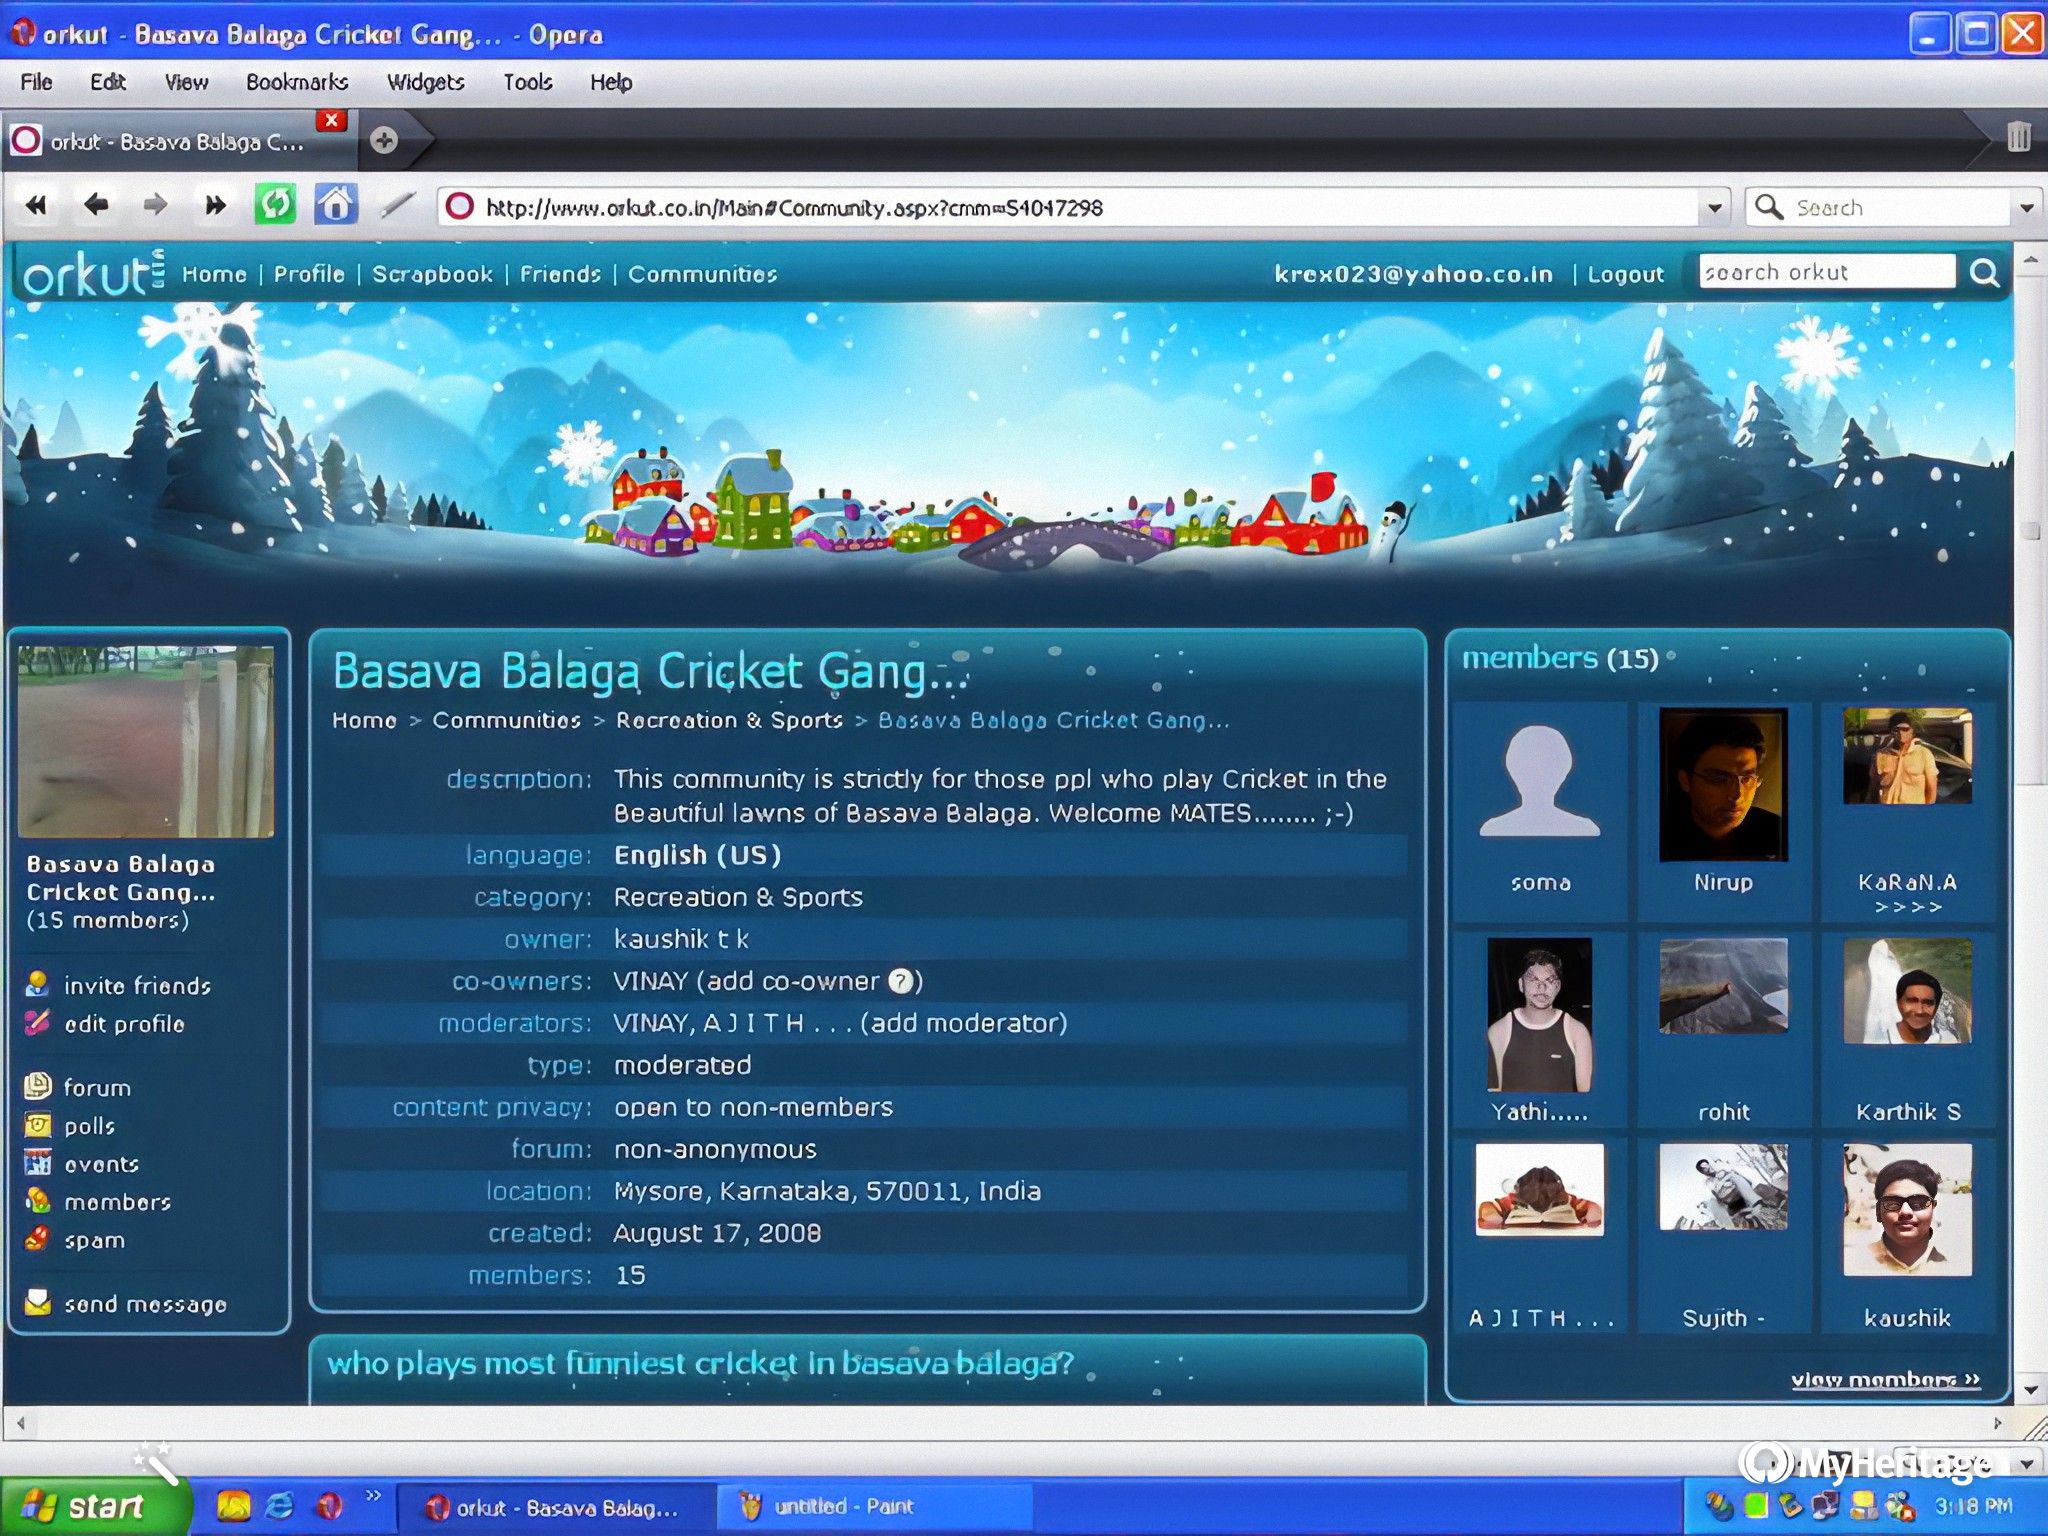 orkut - Basava Balaga Cricket Gang... - Opera
File Edit View Bookmarks Widgets Tools Help
orkut - Basava Balaga C...
http://www.orkut.co.in/Main#Community.aspx?cmm=54047298
Search
orkut BETA Home | Profile | Scrapbook | Friends | Communities krex023@yahoo.co.in | Logout search orkut
Basava Balaga
Cricket Gang...
(15 members)
invite friends
edit profile
forum
polls
events
members
spam
send message
Basava Balaga Cricket Gang...
Home > Communities > Recreation & Sports > Basava Balaga Cricket Gang...
description: This community is strictly for those ppl who play Cricket in the
Beautiful lawns of Basava Balaga. Welcome MATES........ ;-)
language: English (US)
category: Recreation & Sports
owner: kaushik t k
co-owners: VINAY (add co-owner ?)
moderators: VINAY, A J I T H . . . (add moderator)
type: moderated
content privacy: open to non-members
forum: non-anonymous
location: Mysore, Karnataka, 570011, India
created: August 17, 2008
members: 15
who plays most funniest cricket in basava balaga?
members (15)
soma Nirup KaRaN.A
>>>>
Yathi..... rohit Karthik S
A J I T H . . . Sujith - kaushik
view members »
MyHeritage
start
orkut - Basava Balag...
untitled - Paint
3:18 PM